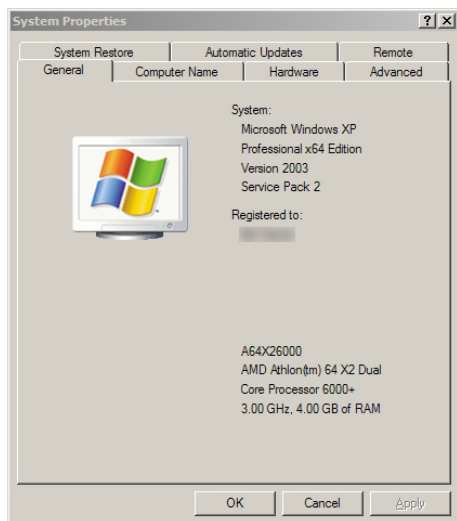 System Properties
System Restore Automatic Updates Remote
General Computer Name Hardware Advanced
System:
Microsoft Windows XP
Professional x64 Edition
Version 2003
Service Pack 2
Registered to:
A64X26000
AMD Athlon(tm) 64 X2 Dual
Core Processor 6000+
3.00 GHz, 4.00 GB of RAM
OK Cancel Apply